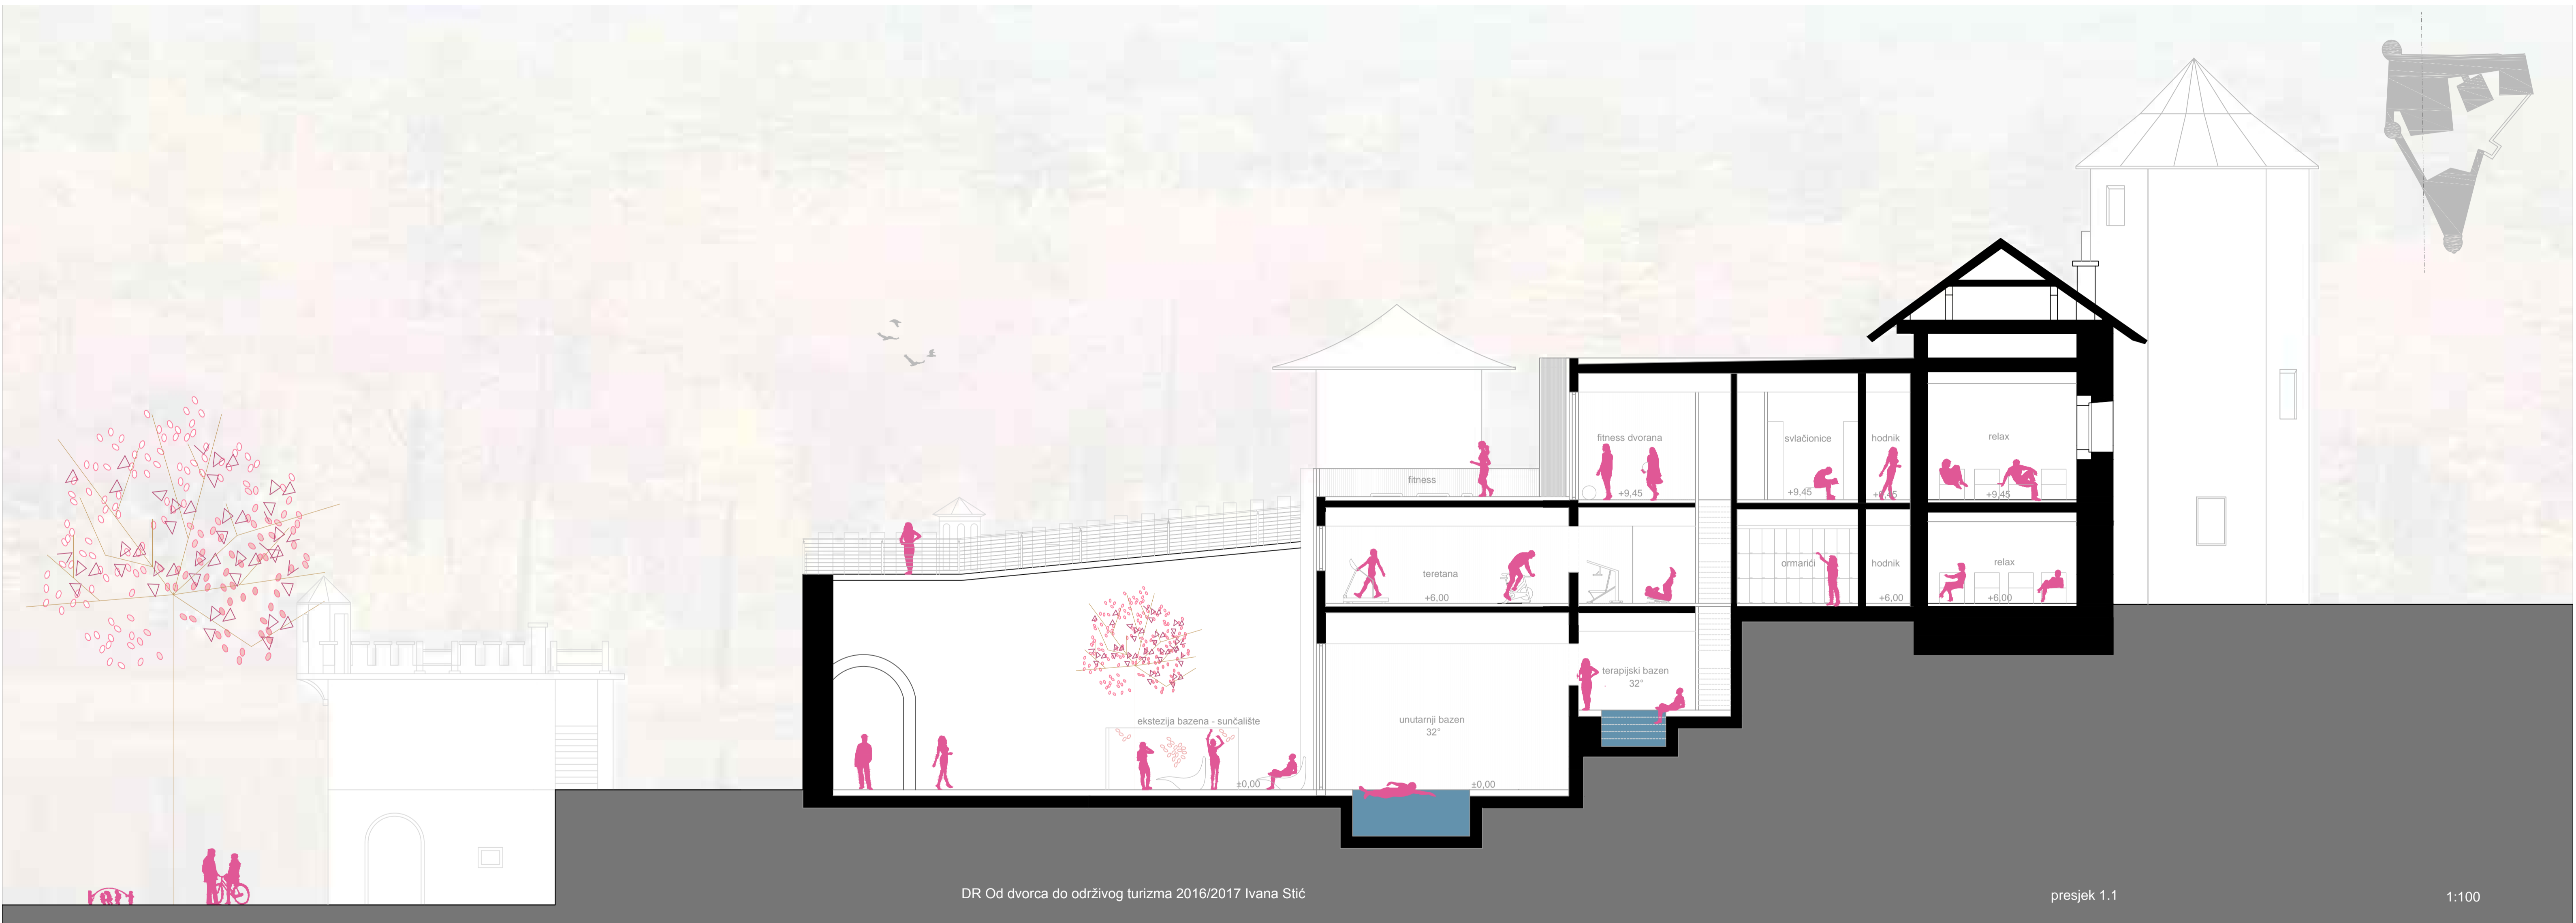 fitness dvorana
+9,45
svlačionice
+9,45
hodnik
+9,45
relax
+9,45
fitness
teretana
+6,00
ormarići
hodnik
+6,00
relax
+6,00
terapijski bazen
32°
ekstezija bazena - sunčalište
±0,00
unutarnji bazen
32°
±0,00
DR Od dvorca do održivog turizma 2016/2017 Ivana Stić
presjek 1.1
1:100